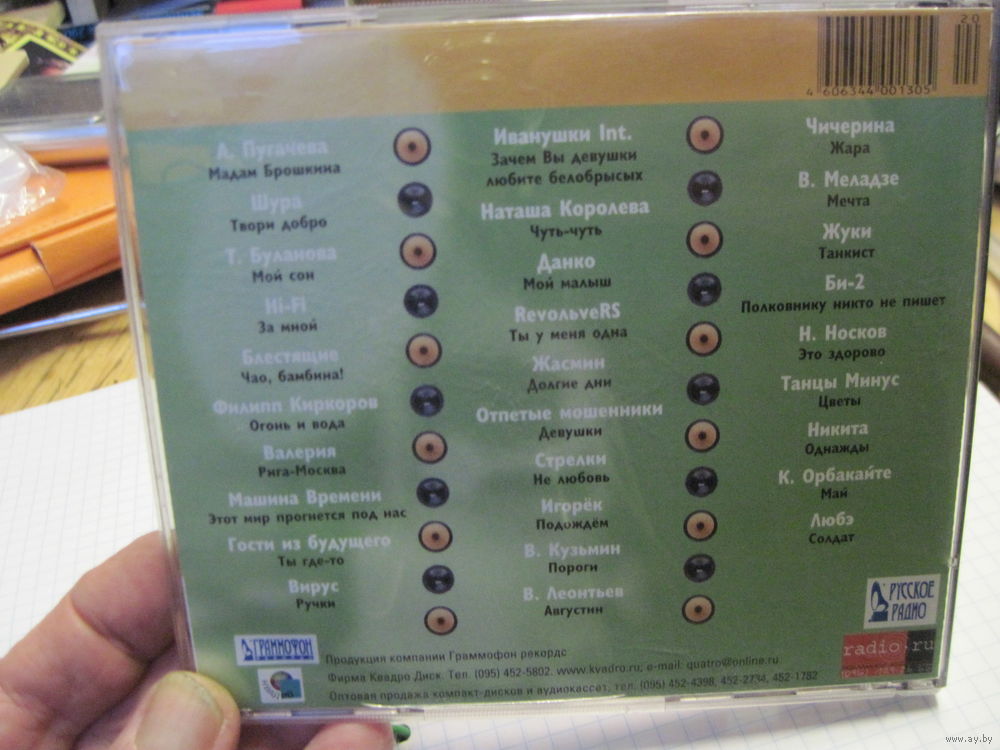 20
4 606344 001305
А. Пугачева
Мадам Брошкина
Шура
Твори добро
Т. Буланова
Мой сон
Hi-Fi
За мной
Блестящие
Чао, бамбина!
Филипп Киркоров
Огонь и вода
Валерия
Рига-Москва
Машина Времени
Этот мир прогнется под нас
Гости из будущего
Ты где-то
Вирус
Ручки
Иванушки Int.
Зачем Вы девушки
любите белобрысых
Наташа Королева
Чуть-чуть
Данко
Мой малыш
RevoльveRS
Ты у меня одна
Жасмин
Долгие дни
Отпетые мошенники
Девушки
Стрелки
Не любовь
Игорёк
Подождём
В. Кузьмин
Пороги
В. Леонтьев
Августин
Чичерина
Жара
В. Меладзе
Мечта
Жуки
Танкист
Би-2
Полковнику никто не пишет
Н. Носков
Это здорово
Танцы Минус
Цветы
Никита
Однажды
К. Орбакайте
Май
Любэ
Солдат
РУССКОЕ
РАДИО
radio.ru
ГРАММОФОН
Продукция компании Граммофон рекордс
Фирма Квадро Диск. Тел. (095) 452-5802. www.kvadro.ru; e-mail: quatro@online.ru
Оптовая продажа компакт-дисков и аудиокассет, тел. (095) 452-4398, 452-2734, 452-1782
www.ay.by